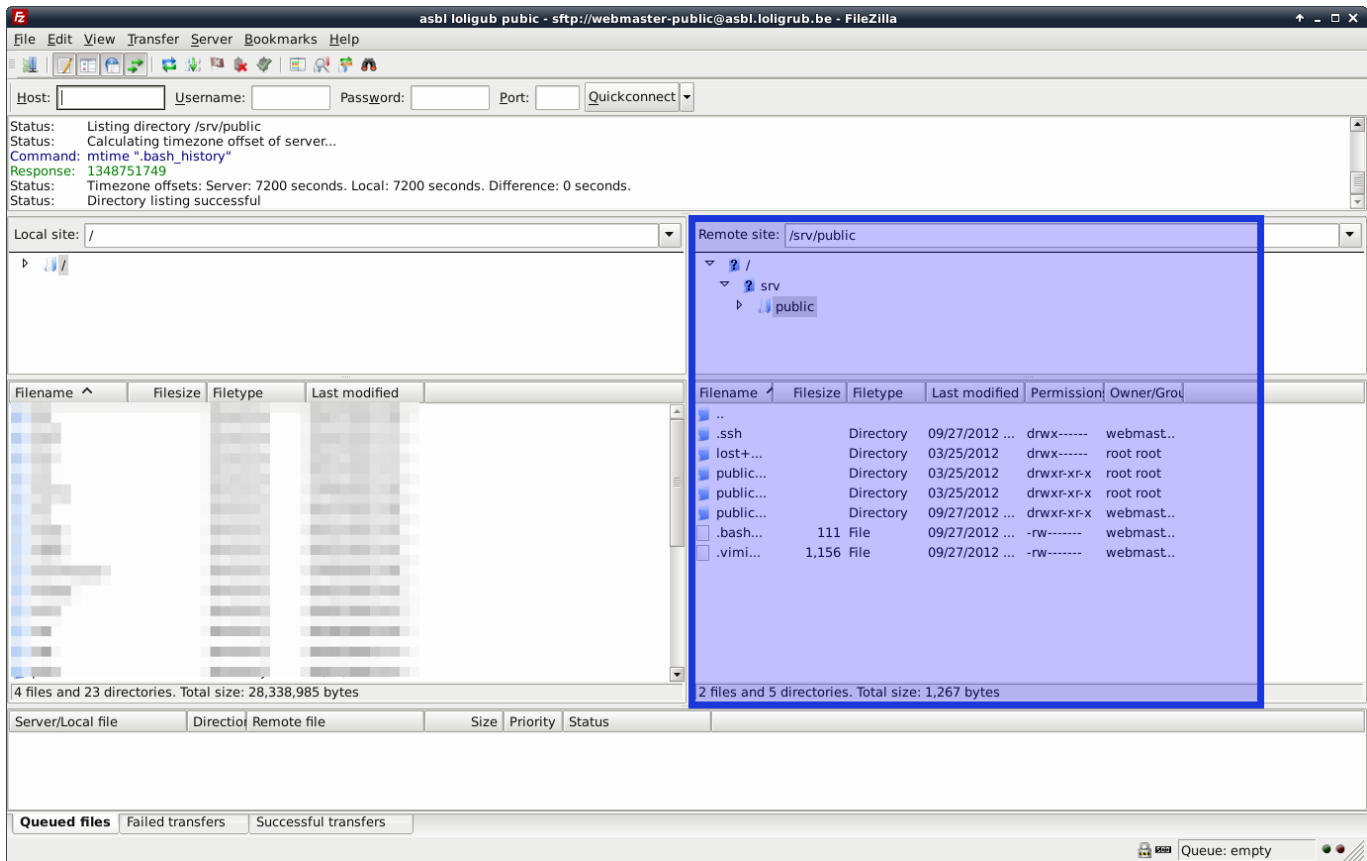 asbl loligub pubic - sftp://webmaster-public@asbl.loligrub.be - FileZilla
File Edit View Transfer Server Bookmarks Help
Host: Username: Password: Port: Quickconnect
Status: Listing directory /srv/public
Status: Calculating timezone offset of server...
Command: mtime ".bash_history"
Response: 1348751749
Status: Timezone offsets: Server: 7200 seconds. Local: 7200 seconds. Difference: 0 seconds.
Status: Directory listing successful
Local site: /
/
Filename Filesize Filetype Last modified
4 files and 23 directories. Total size: 28,338,985 bytes
Remote site: /srv/public
? /
? srv
public
Filename Filesize Filetype Last modified Permission Owner/Grou
..
.ssh Directory 09/27/2012 ... drwx------ webmast..
lost+... Directory 03/25/2012 drwx------ root root
public... Directory 03/25/2012 drwxr-xr-x root root
public... Directory 03/25/2012 drwxr-xr-x root root
public... Directory 09/27/2012 ... drwxr-xr-x webmast..
.bash... 111 File 09/27/2012 ... -rw------- webmast..
.vimi... 1,156 File 09/27/2012 ... -rw------- webmast..
2 files and 5 directories. Total size: 1,267 bytes
Server/Local file Direction Remote file Size Priority Status
Queued files Failed transfers Successful transfers
Queue: empty